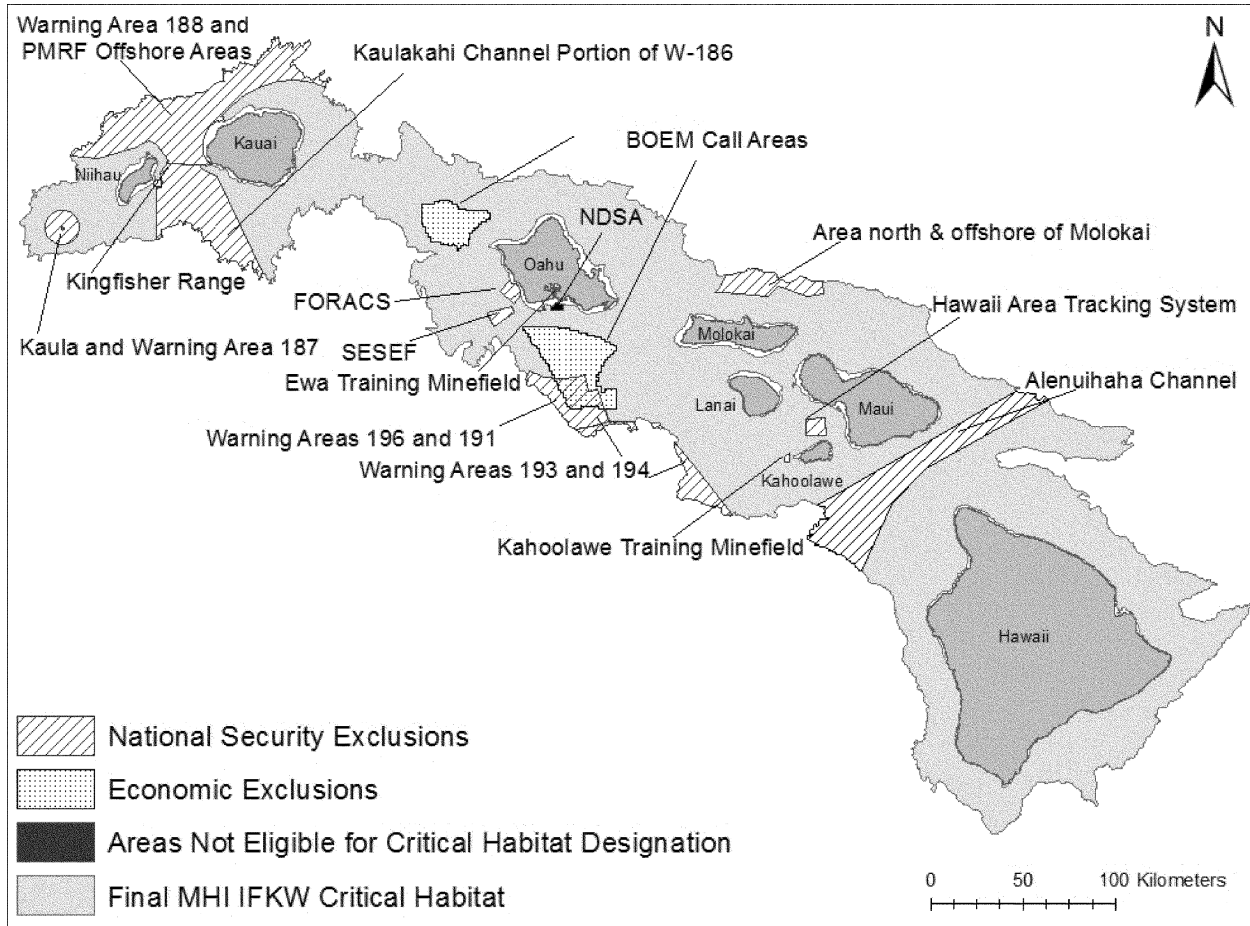 Warning Area 188 and
PMRF Offshore Areas
Kaulakahi Channel Portion of W-186
N
BOEM Call Areas
Kauai
Niihau
NDSA
Area north & offshore of Molokai
Oahu
Kingfisher Range
FORACS
Hawaii Area Tracking System
Kaula and Warning Area 187
SESEF
Molokai
Ewa Training Minefield
Alenuihaha Channel
Lanai
Maui
Warning Areas 196 and 191
Warning Areas 193 and 194
Kahoolawe
Kahoolawe Training Minefield
Hawaii
National Security Exclusions
Economic Exclusions
Areas Not Eligible for Critical Habitat Designation
Final MHI IFKW Critical Habitat
0 50 100 Kilometers